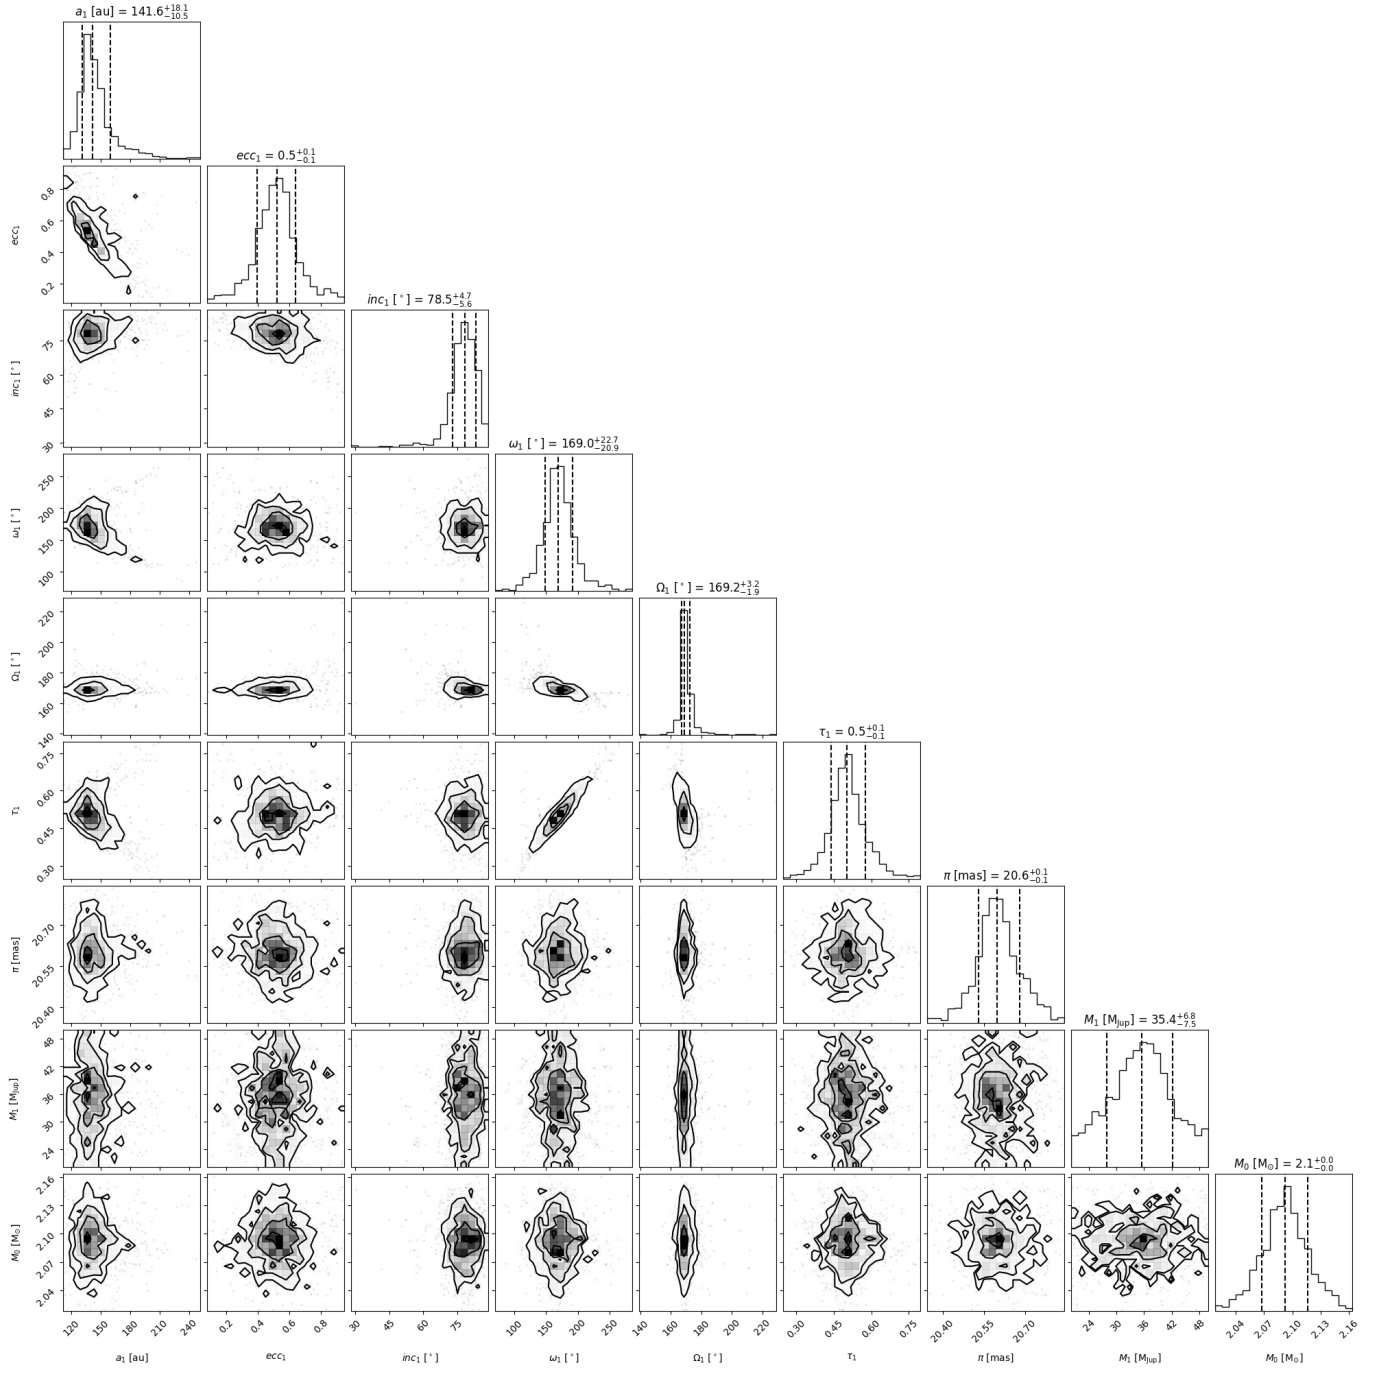 a₁ [au] = 141.6 +18.1 −10.5
ecc₁ = 0.5 +0.1 −0.1
0.8
0.6
0.4
0.2
ecc₁
inc₁ [°] = 78.5 +4.7 −5.6
75
60
45
30
inc₁ [°]
ω₁ [°] = 169.0 +22.7 −20.9
250
200
150
100
ω₁ [°]
Ω₁ [°] = 169.2 +3.2 −1.9
220
200
180
160
140
Ω₁ [°]
τ₁ = 0.5 +0.1 −0.1
0.75
0.60
0.45
0.30
τ₁
π [mas] = 20.6 +0.1 −0.1
20.70
20.55
20.40
π [mas]
M₁ [M_Jup] = 35.4 +6.8 −7.5
48
42
36
30
24
M₁ [M_Jup]
M₀ [M_⊙] = 2.1 +0.0 −0.0
2.16
2.13
2.10
2.07
2.04
M₀ [M_⊙]
120 150 180 210 240 0.2 0.4 0.6 0.8 30 45 60 75 100 150 200 250 140 160 180 200 220 0.30 0.45 0.60 0.75 20.40 20.55 20.70 24 30 36 42 48 2.04 2.07 2.10 2.13 2.16
a₁ [au] ecc₁ inc₁ [°] ω₁ [°] Ω₁ [°] τ₁ π [mas] M₁ [M_Jup] M₀ [M_⊙]